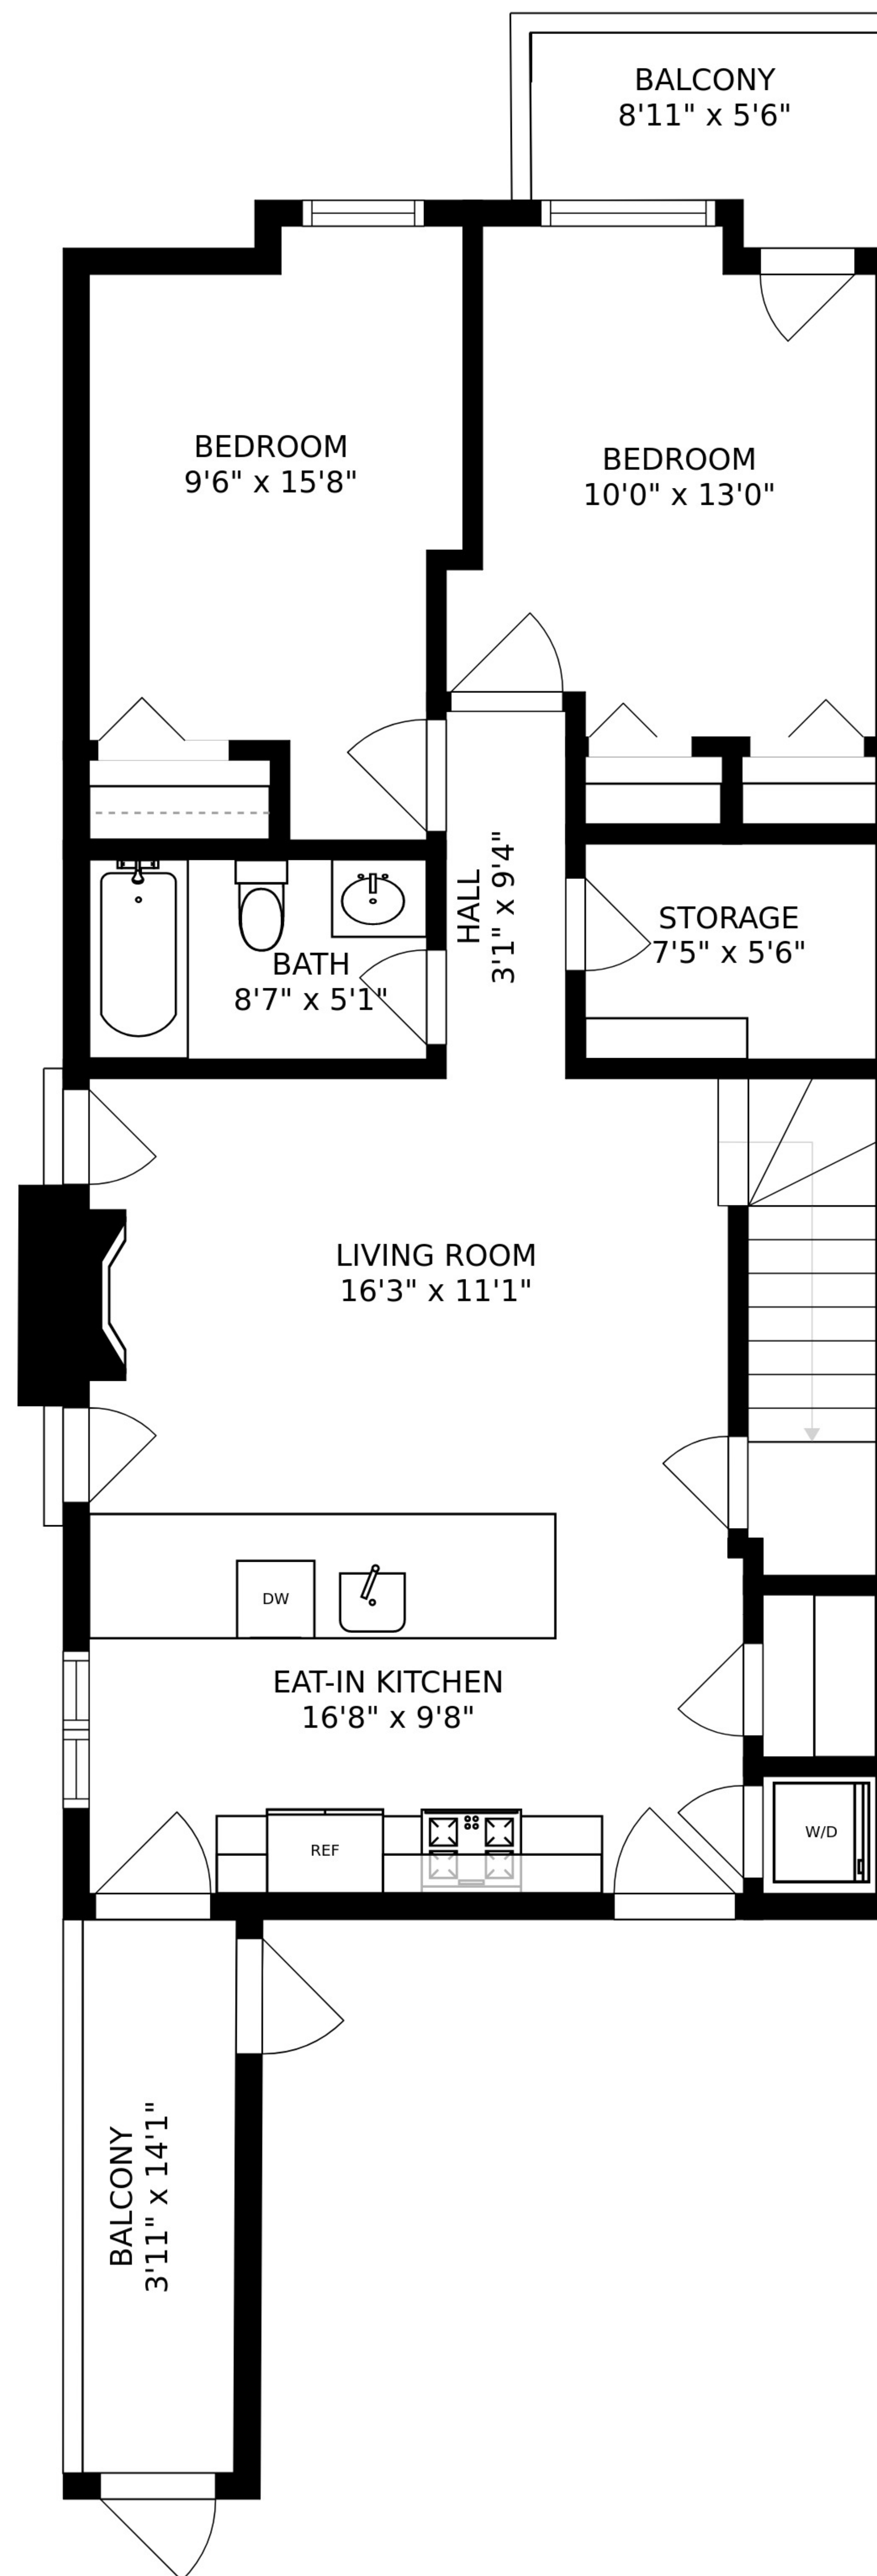 BALCONY
8'11" x 5'6"
BEDROOM
9'6" x 15'8"
BEDROOM
10'0" x 13'0"
HALL
3'1" x 9'4"
STORAGE
7'5" x 5'6"
BATH
8'7" x 5'1"
LIVING ROOM
16'3" x 11'1"
DW
EAT-IN KITCHEN
16'8" x 9'8"
REF
W/D
BALCONY
3'11" x 14'1"